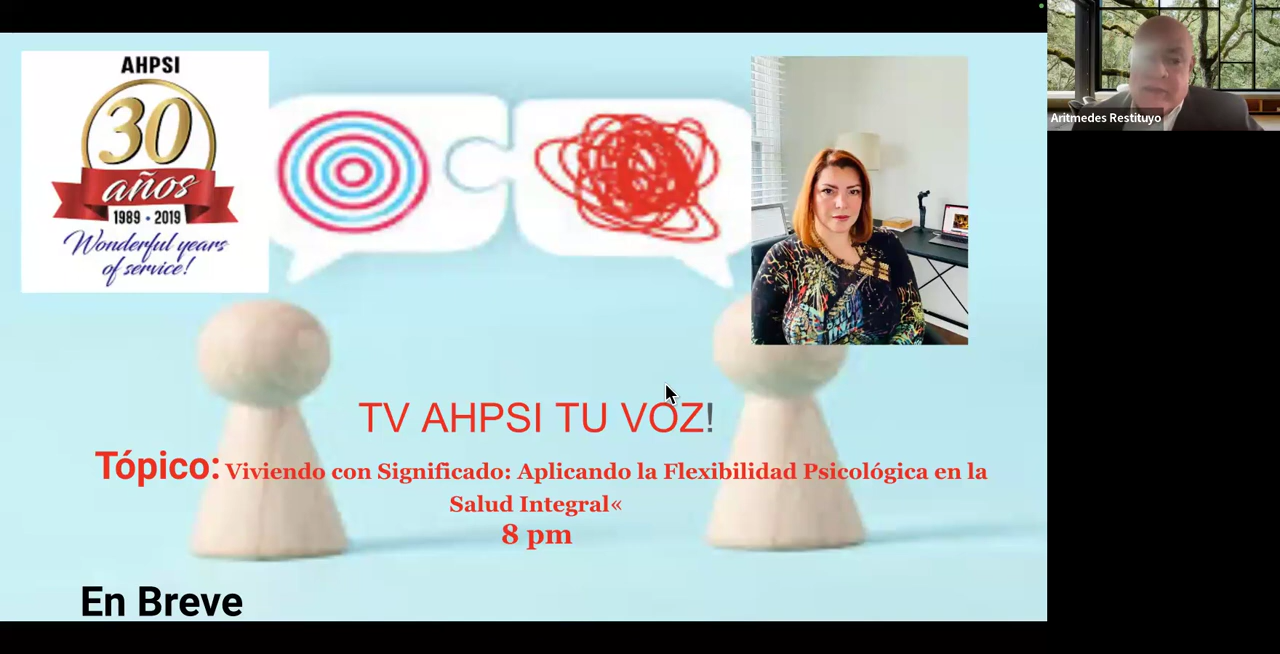 AHPSI
30
años
1989 • 2019
Wonderful years
of service!
Aritmedes Restituyo
TV AHPSI TU VOZ!
Tópico: Viviendo con Significado: Aplicando la Flexibilidad Psicológica en la
Salud Integral«
8 pm
En Breve